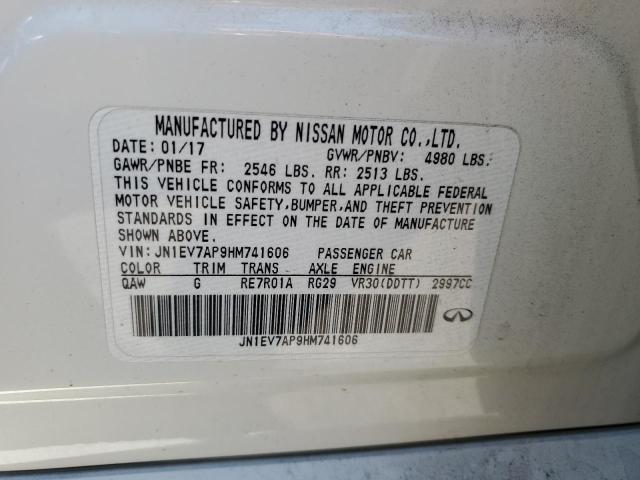 MANUFACTURED BY NISSAN MOTOR CO.,LTD.
DATE: 01/17 GVWR/PNBV: 4980 LBS.
GAWR/PNBE FR: 2546 LBS. RR: 2513 LBS.
THIS VEHICLE CONFORMS TO ALL APPLICABLE FEDERAL
MOTOR VEHICLE SAFETY,BUMPER,AND THEFT PREVENTION
STANDARDS IN EFFECT ON THE DATE OF MANUFACTURE
SHOWN ABOVE.
VIN: JN1EV7AP9HM741606 PASSENGER CAR
COLOR TRIM TRANS AXLE ENGINE
QAW G RE7R01A RG29 VR30(DDTT) 2997CC
JN1EV7AP9HM741606